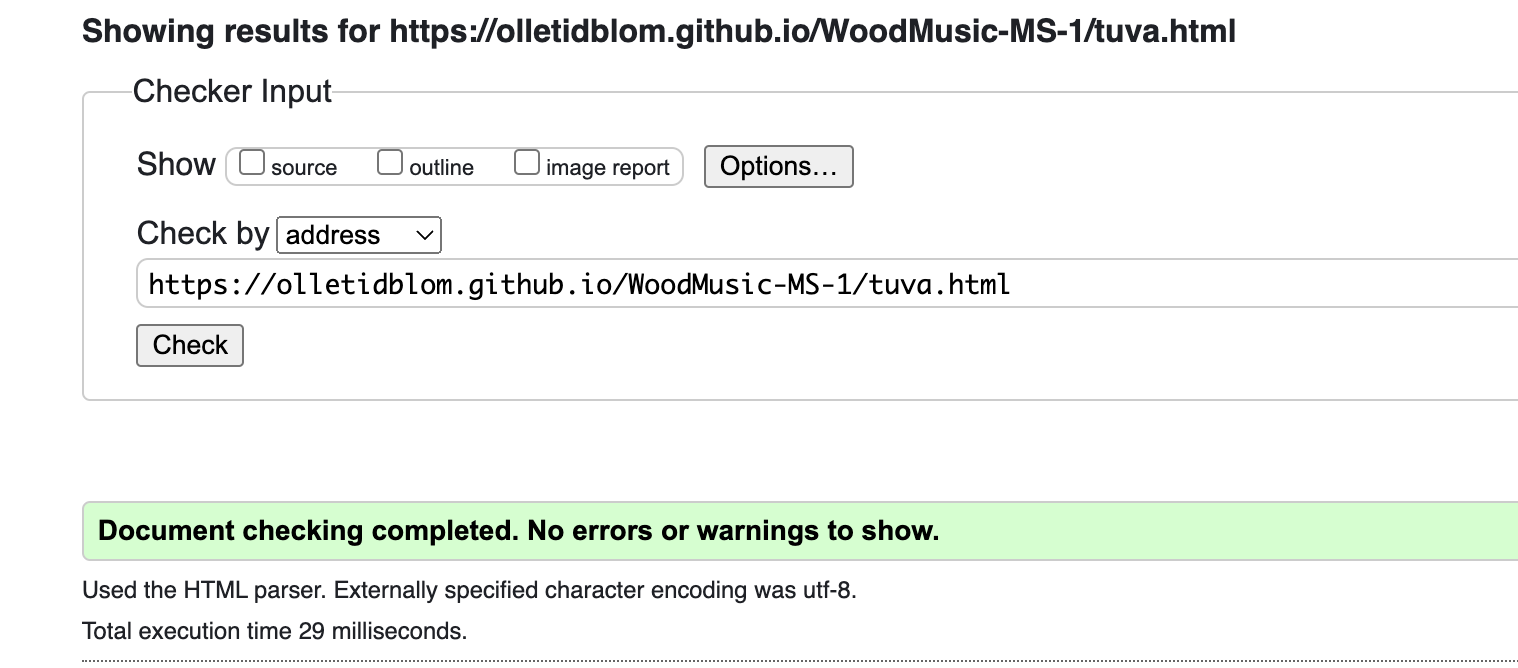 Showing results for https://olletidblom.github.io/WoodMusic-MS-1/tuva.html
Checker Input
Show source outline image report Options…
Check by address
https://olletidblom.github.io/WoodMusic-MS-1/tuva.html
Check
Document checking completed. No errors or warnings to show.
Used the HTML parser. Externally specified character encoding was utf-8.
Total execution time 29 milliseconds.